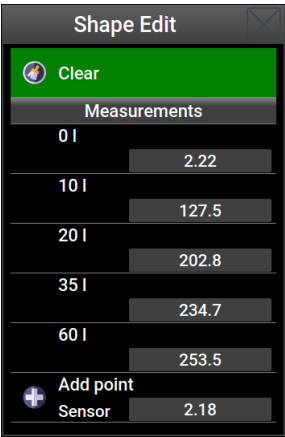 Shape Edit
Clear
Measurements
0 l
2.22
10 l
127.5
20 l
202.8
35 l
234.7
60 l
253.5
Add point
Sensor 2.18